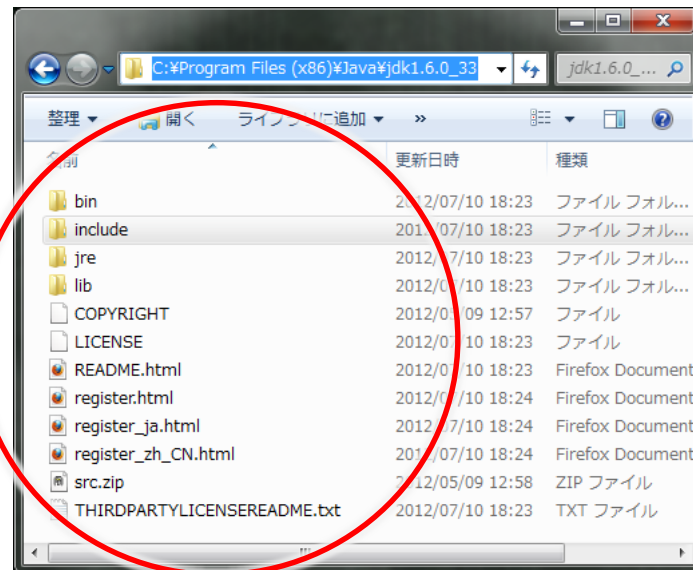 C:¥Program Files (x86)¥Java¥jdk1.6.0_33 jdk1.6.0_...
整理 開く ライブラリに追加 »
名前 更新日時 種類
bin 2012/07/10 18:23 ファイル フォル...
include 2012/07/10 18:23 ファイル フォル...
jre 2012/07/10 18:23 ファイル フォル...
lib 2012/07/10 18:23 ファイル フォル...
COPYRIGHT 2012/05/09 12:57 ファイル
LICENSE 2012/07/10 18:23 ファイル
README.html 2012/07/10 18:23 Firefox Document
register.html 2012/07/10 18:24 Firefox Document
register_ja.html 2012/07/10 18:24 Firefox Document
register_zh_CN.html 2012/07/10 18:24 Firefox Document
src.zip 2012/05/09 12:58 ZIP ファイル
THIRDPARTYLICENSEREADME.txt 2012/07/10 18:23 TXT ファイル